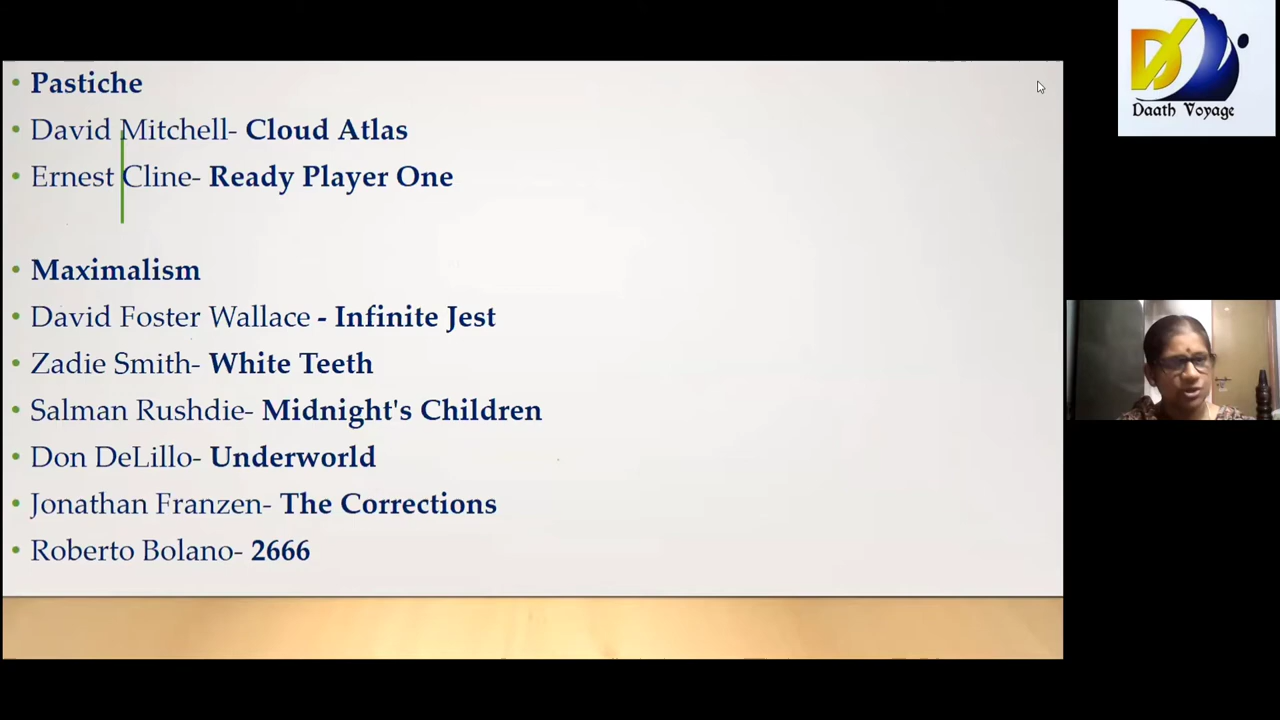 • Pastiche
• David Mitchell- Cloud Atlas
• Ernest Cline- Ready Player One
• Maximalism
• David Foster Wallace - Infinite Jest
• Zadie Smith- White Teeth
• Salman Rushdie- Midnight's Children
• Don DeLillo- Underworld
• Jonathan Franzen- The Corrections
• Roberto Bolano- 2666
Daath Voyage